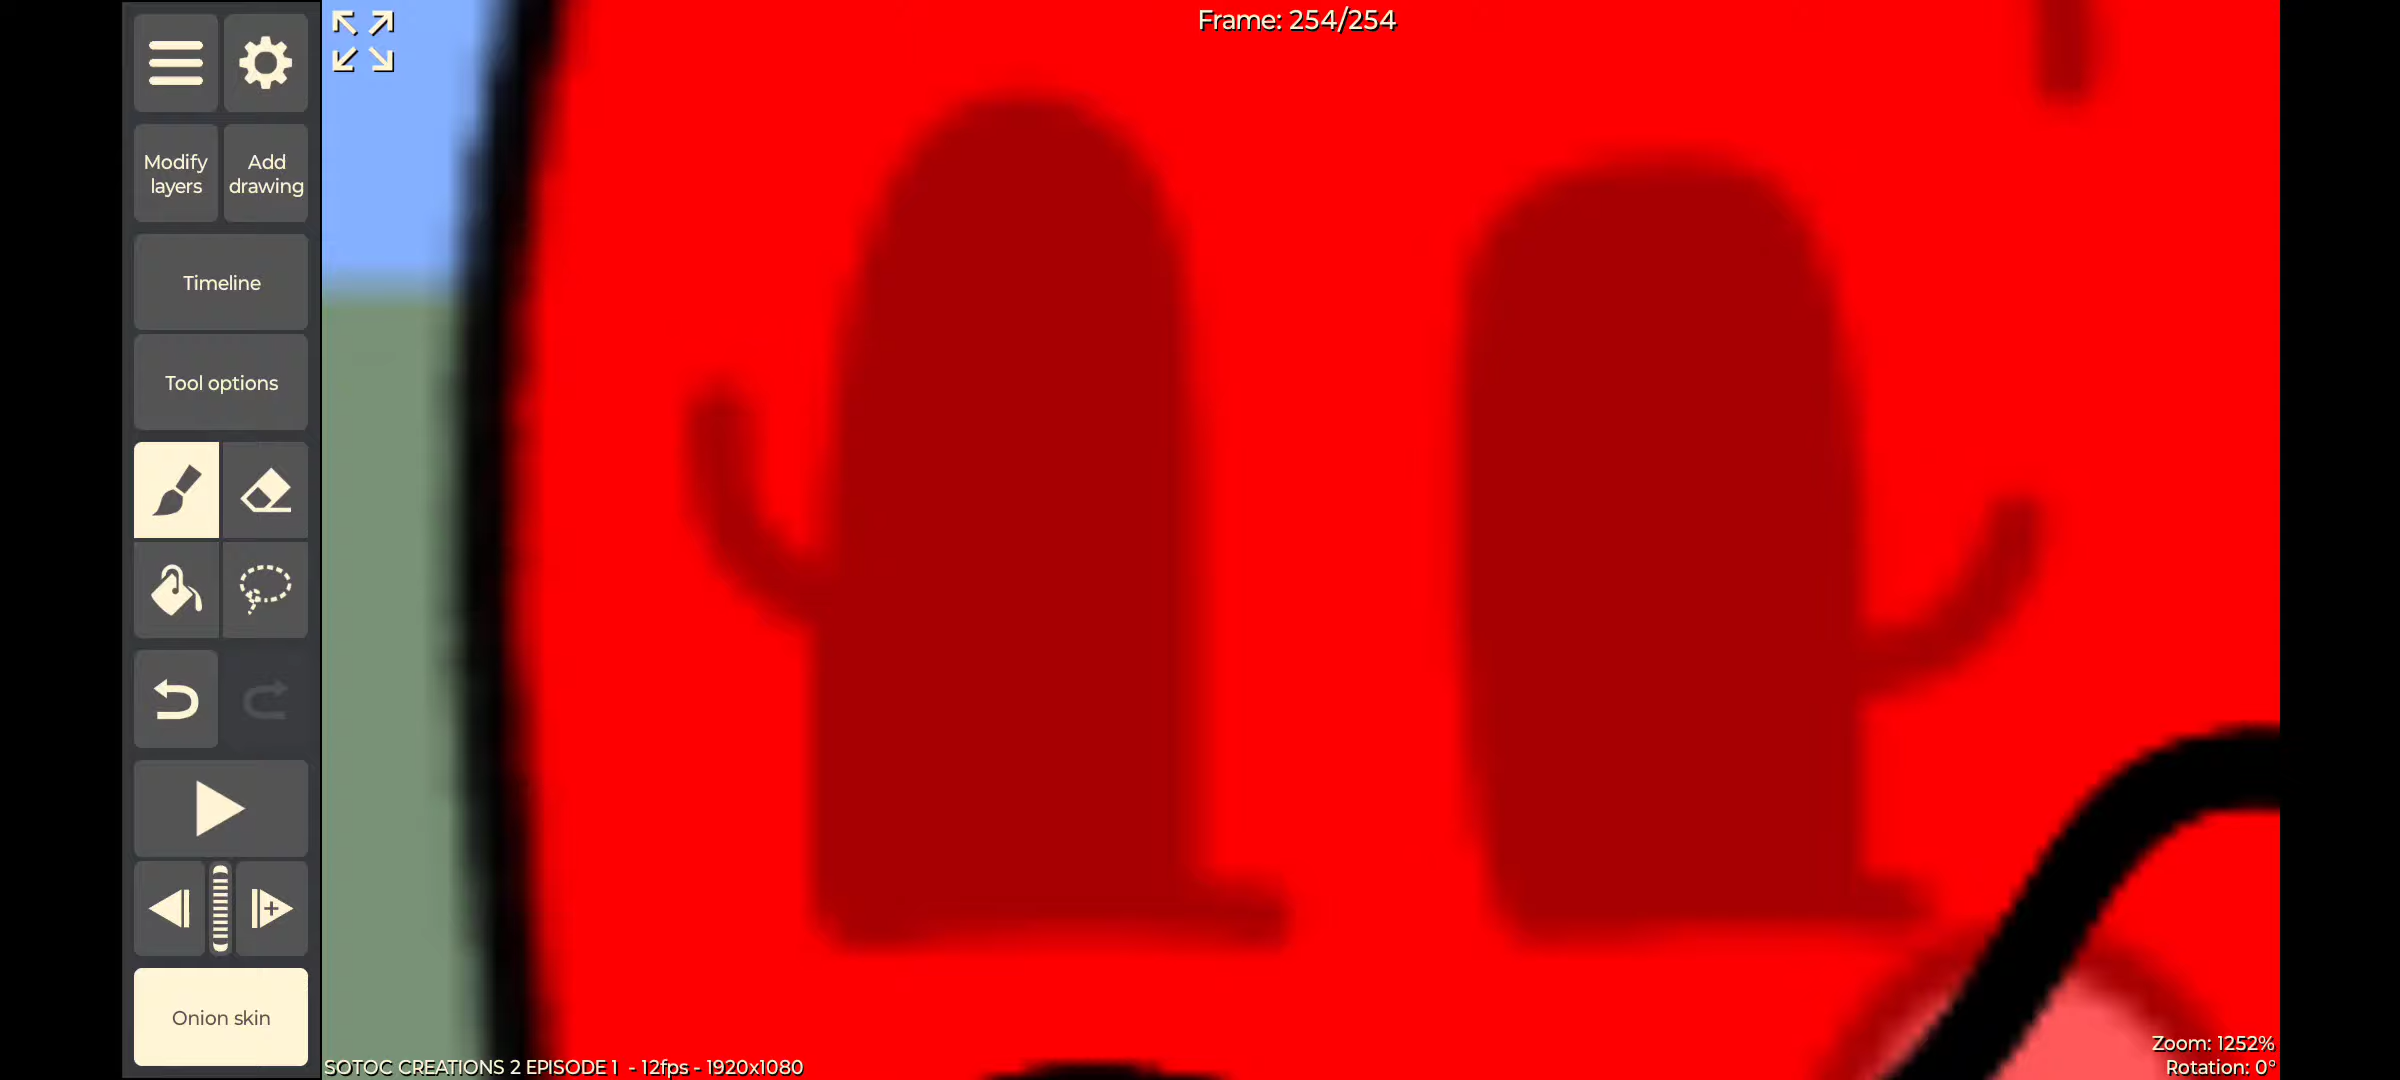 Frame: 254/254
Modify layers
Add drawing
Timeline
Tool options
Onion skin
SOTOC CREATIONS 2 EPISODE 1 - 12fps - 1920x1080
Zoom: 1252%
Rotation: 0°